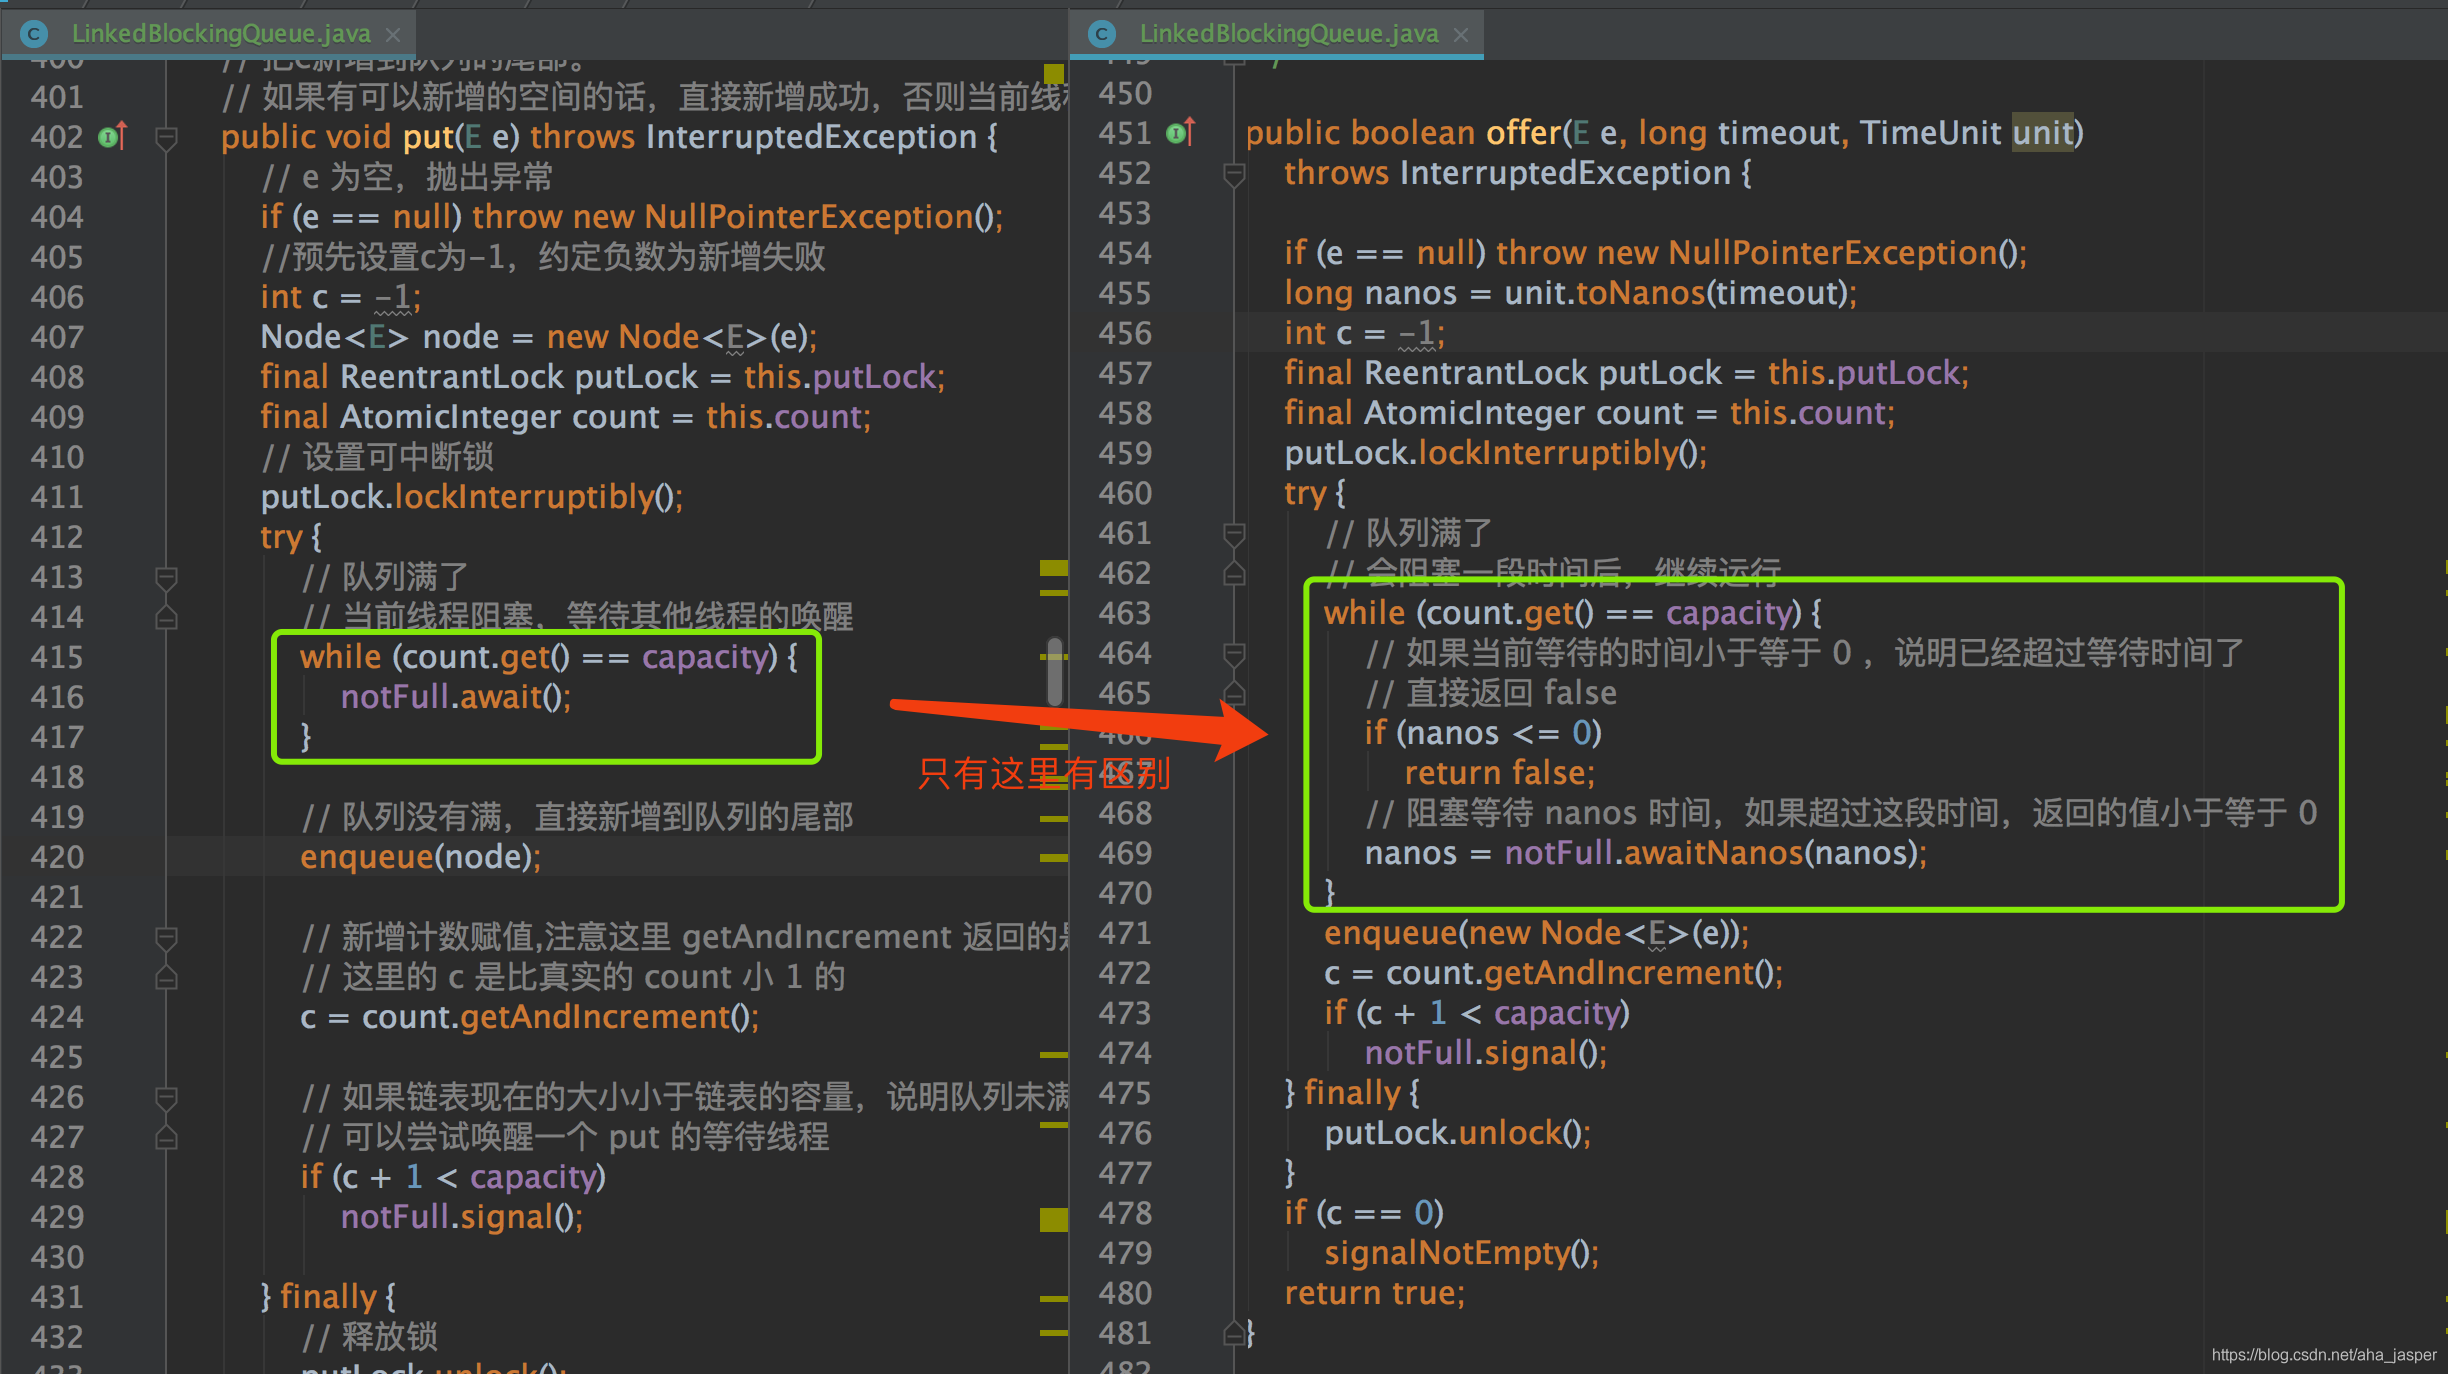 LinkedBlockingQueue.java
400 // 把e新增到队列的尾部。
401 // 如果有可以新增的空间的话，直接新增成功，否则当前线
402 public void put(E e) throws InterruptedException {
403 // e 为空，抛出异常
404 if (e == null) throw new NullPointerException();
405 //预先设置c为-1，约定负数为新增失败
406 int c = -1;
407 Node<E> node = new Node<E>(e);
408 final ReentrantLock putLock = this.putLock;
409 final AtomicInteger count = this.count;
410 // 设置可中断锁
411 putLock.lockInterruptibly();
412 try {
413 // 队列满了
414 // 当前线程阻塞，等待其他线程的唤醒
415 while (count.get() == capacity) {
416 notFull.await();
417 }
418
419 // 队列没有满，直接新增到队列的尾部
420 enqueue(node);
421
422 // 新增计数赋值,注意这里 getAndIncrement 返回的是
423 // 这里的 c 是比真实的 count 小 1 的
424 c = count.getAndIncrement();
425
426 // 如果链表现在的大小小于链表的容量，说明队列未满
427 // 可以尝试唤醒一个 put 的等待线程
428 if (c + 1 < capacity)
429 notFull.signal();
430
431 } finally {
432 // 释放锁
433 putLock.unlock();
只有这里有区别
LinkedBlockingQueue.java
449 */
450
451 public boolean offer(E e, long timeout, TimeUnit unit)
452 throws InterruptedException {
453
454 if (e == null) throw new NullPointerException();
455 long nanos = unit.toNanos(timeout);
456 int c = -1;
457 final ReentrantLock putLock = this.putLock;
458 final AtomicInteger count = this.count;
459 putLock.lockInterruptibly();
460 try {
461 // 队列满了
462 // 会阻塞一段时间后，继续运行
463 while (count.get() == capacity) {
464 // 如果当前等待的时间小于等于 0 ，说明已经超过等待时间了
465 // 直接返回 false
466 if (nanos <= 0)
467 return false;
468 // 阻塞等待 nanos 时间，如果超过这段时间，返回的值小于等于 0
469 nanos = notFull.awaitNanos(nanos);
470 }
471 enqueue(new Node<E>(e));
472 c = count.getAndIncrement();
473 if (c + 1 < capacity)
474 notFull.signal();
475 } finally {
476 putLock.unlock();
477 }
478 if (c == 0)
479 signalNotEmpty();
480 return true;
481 }
482
https://blog.csdn.net/aha_jasper